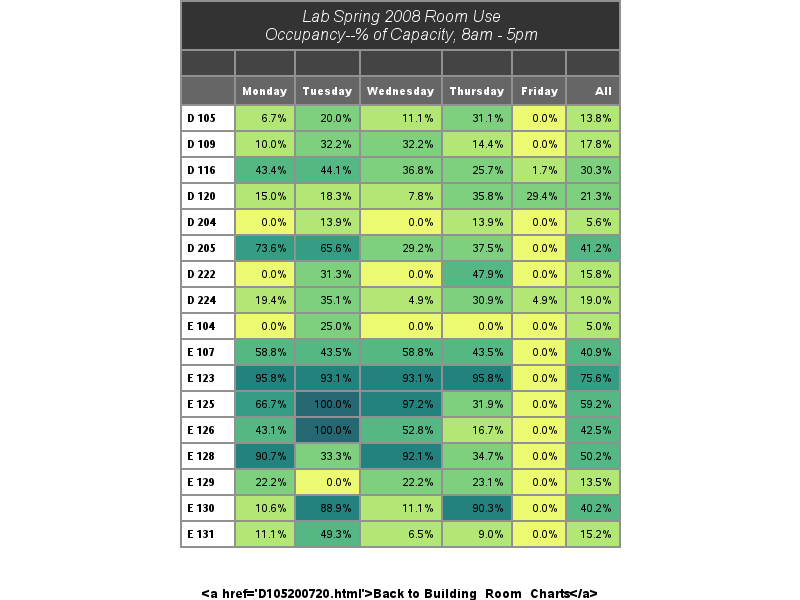 Lab Spring 2008 Room Use
Occupancy--% of Capacity, 8am - 5pm
Monday Tuesday Wednesday Thursday Friday All
D 105 6.7% 20.0% 11.1% 31.1% 0.0% 13.8%
D 109 10.0% 32.2% 32.2% 14.4% 0.0% 17.8%
D 116 43.4% 44.1% 36.8% 25.7% 1.7% 30.3%
D 120 15.0% 18.3% 7.8% 35.8% 29.4% 21.3%
D 204 0.0% 13.9% 0.0% 13.9% 0.0% 5.6%
D 205 73.6% 65.6% 29.2% 37.5% 0.0% 41.2%
D 222 0.0% 31.3% 0.0% 47.9% 0.0% 15.8%
D 224 19.4% 35.1% 4.9% 30.9% 4.9% 19.0%
E 104 0.0% 25.0% 0.0% 0.0% 0.0% 5.0%
E 107 58.8% 43.5% 58.8% 43.5% 0.0% 40.9%
E 123 95.8% 93.1% 93.1% 95.8% 0.0% 75.6%
E 125 66.7% 100.0% 97.2% 31.9% 0.0% 59.2%
E 126 43.1% 100.0% 52.8% 16.7% 0.0% 42.5%
E 128 90.7% 33.3% 92.1% 34.7% 0.0% 50.2%
E 129 22.2% 0.0% 22.2% 23.1% 0.0% 13.5%
E 130 10.6% 88.9% 11.1% 90.3% 0.0% 40.2%
E 131 11.1% 49.3% 6.5% 9.0% 0.0% 15.2%
<a href='D105200720.html'>Back to Building_Room_Charts</a>